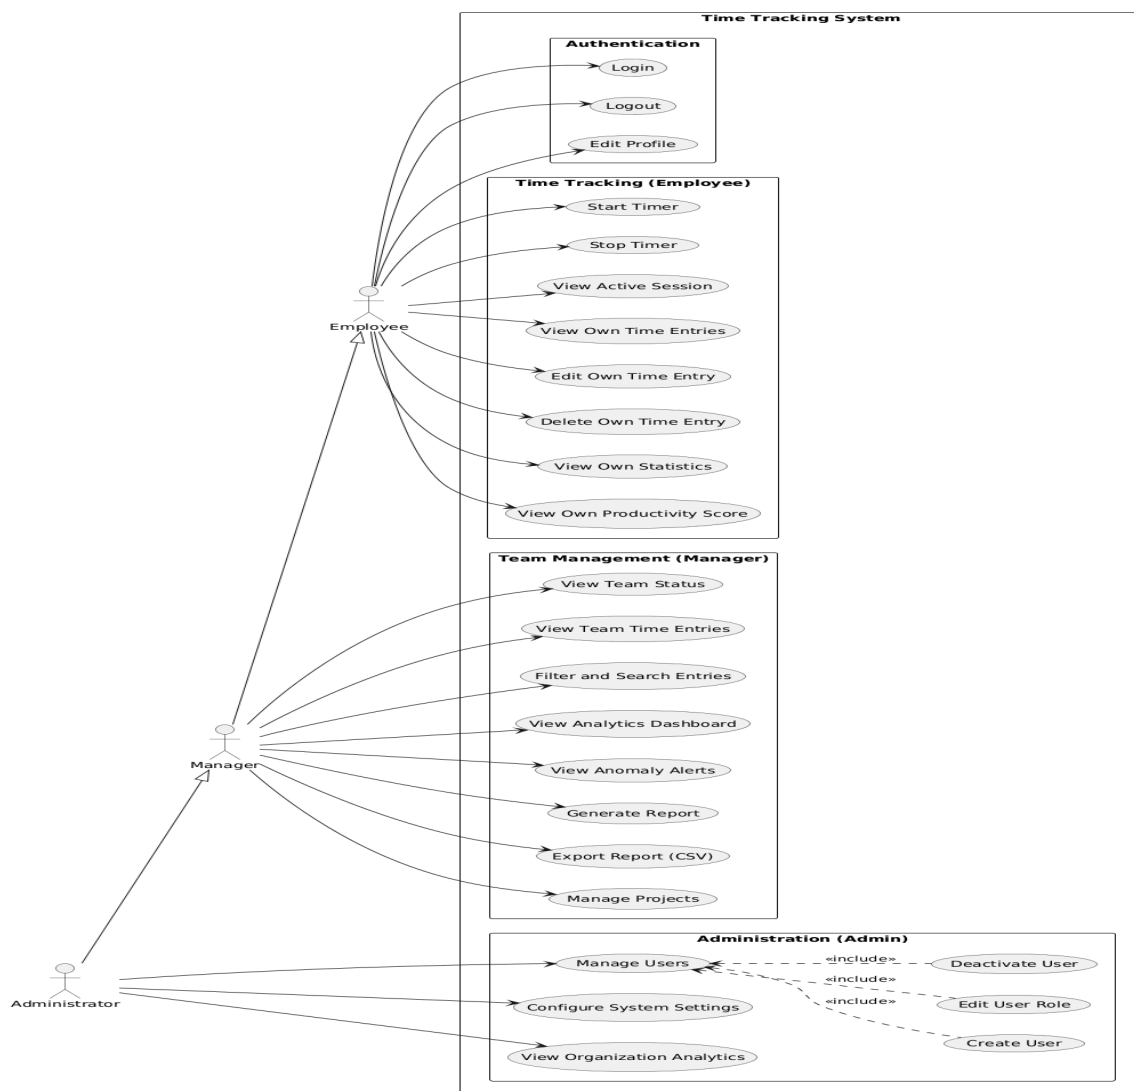 Time Tracking System
Authentication
Login
Logout
Edit Profile
Time Tracking (Employee)
Start Timer
Stop Timer
View Active Session
Employee
View Own Time Entries
Edit Own Time Entry
Delete Own Time Entry
View Own Statistics
View Own Productivity Score
Team Management (Manager)
View Team Status
View Team Time Entries
Filter and Search Entries
View Analytics Dashboard
Manager
View Anomaly Alerts
Generate Report
Export Report (CSV)
Manage Projects
Administration (Admin)
Manage Users
«include»
Deactivate User
«include»
Administrator
Configure System Settings
«include»
Edit User Role
Create User
View Organization Analytics